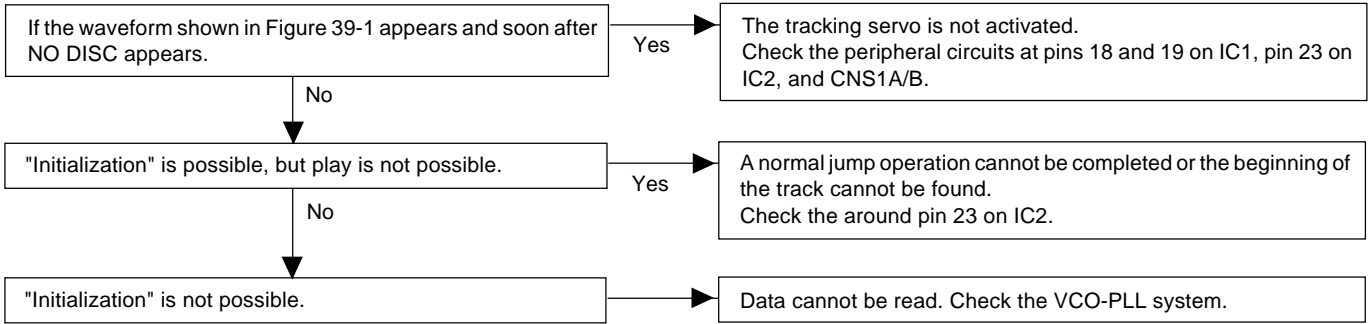 If the waveform shown in Figure 39-1 appears and soon after
NO DISC appears.
Yes
The tracking servo is not activated.
Check the peripheral circuits at pins 18 and 19 on IC1, pin 23 on
IC2, and CNS1A/B.
No
"Initialization" is possible, but play is not possible.
Yes
A normal jump operation cannot be completed or the beginning of
the track cannot be found.
Check the around pin 23 on IC2.
No
"Initialization" is not possible.
Data cannot be read. Check the VCO-PLL system.